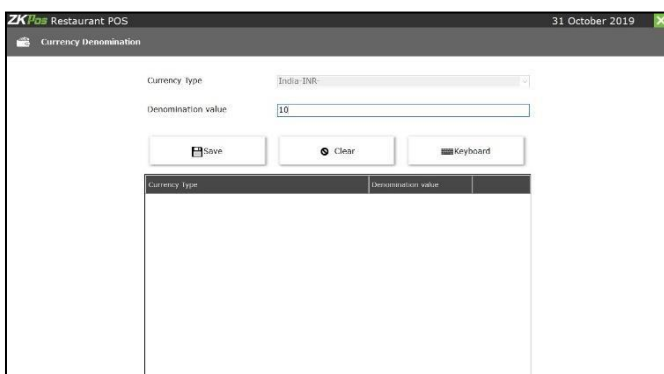 ZKPos Restaurant POS 31 October 2019
Currency Denomination
Currency Type India-INR-
Denomination value 10
Save Clear Keyboard
Currency Type Denomination value